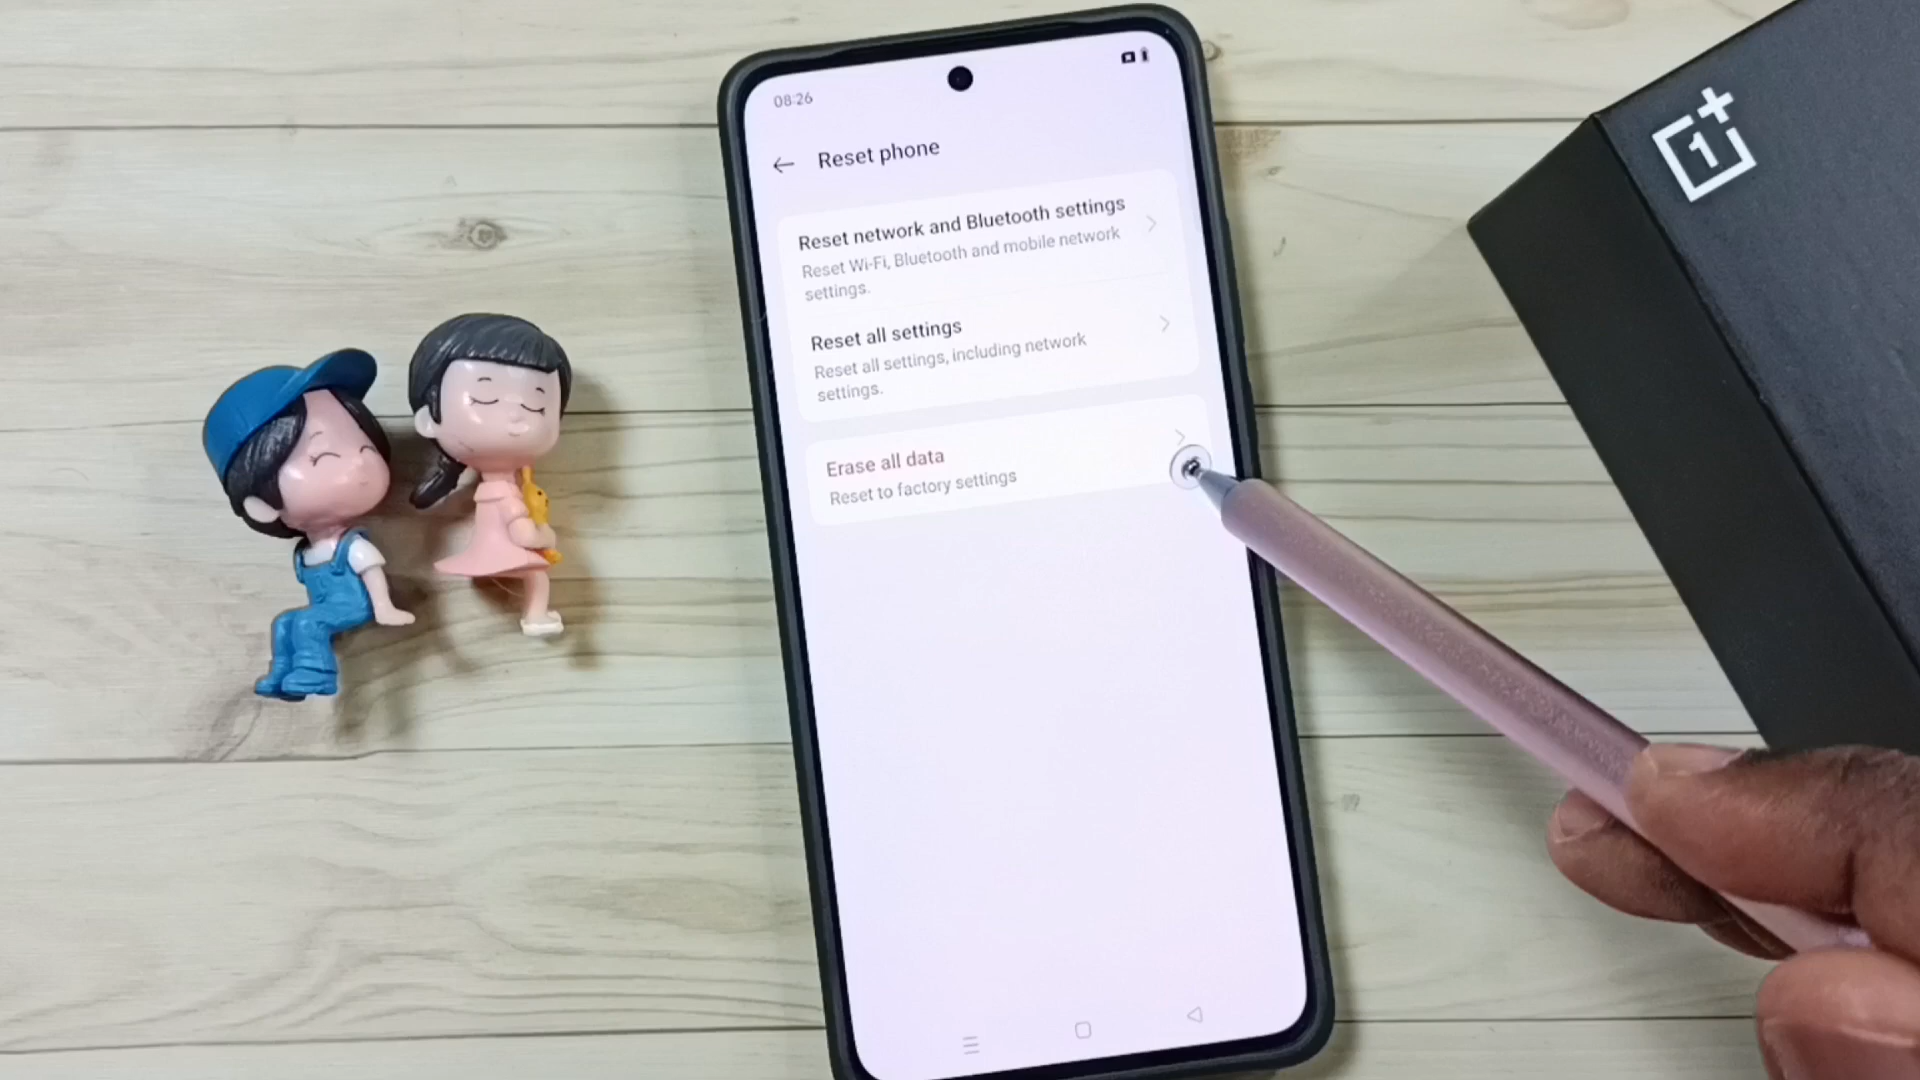 08:26
Reset phone
Reset network and Bluetooth settings
Reset Wi-Fi, Bluetooth and mobile network
settings.
Reset all settings
Reset all settings, including network
settings.
Erase all data
Reset to factory settings
1+